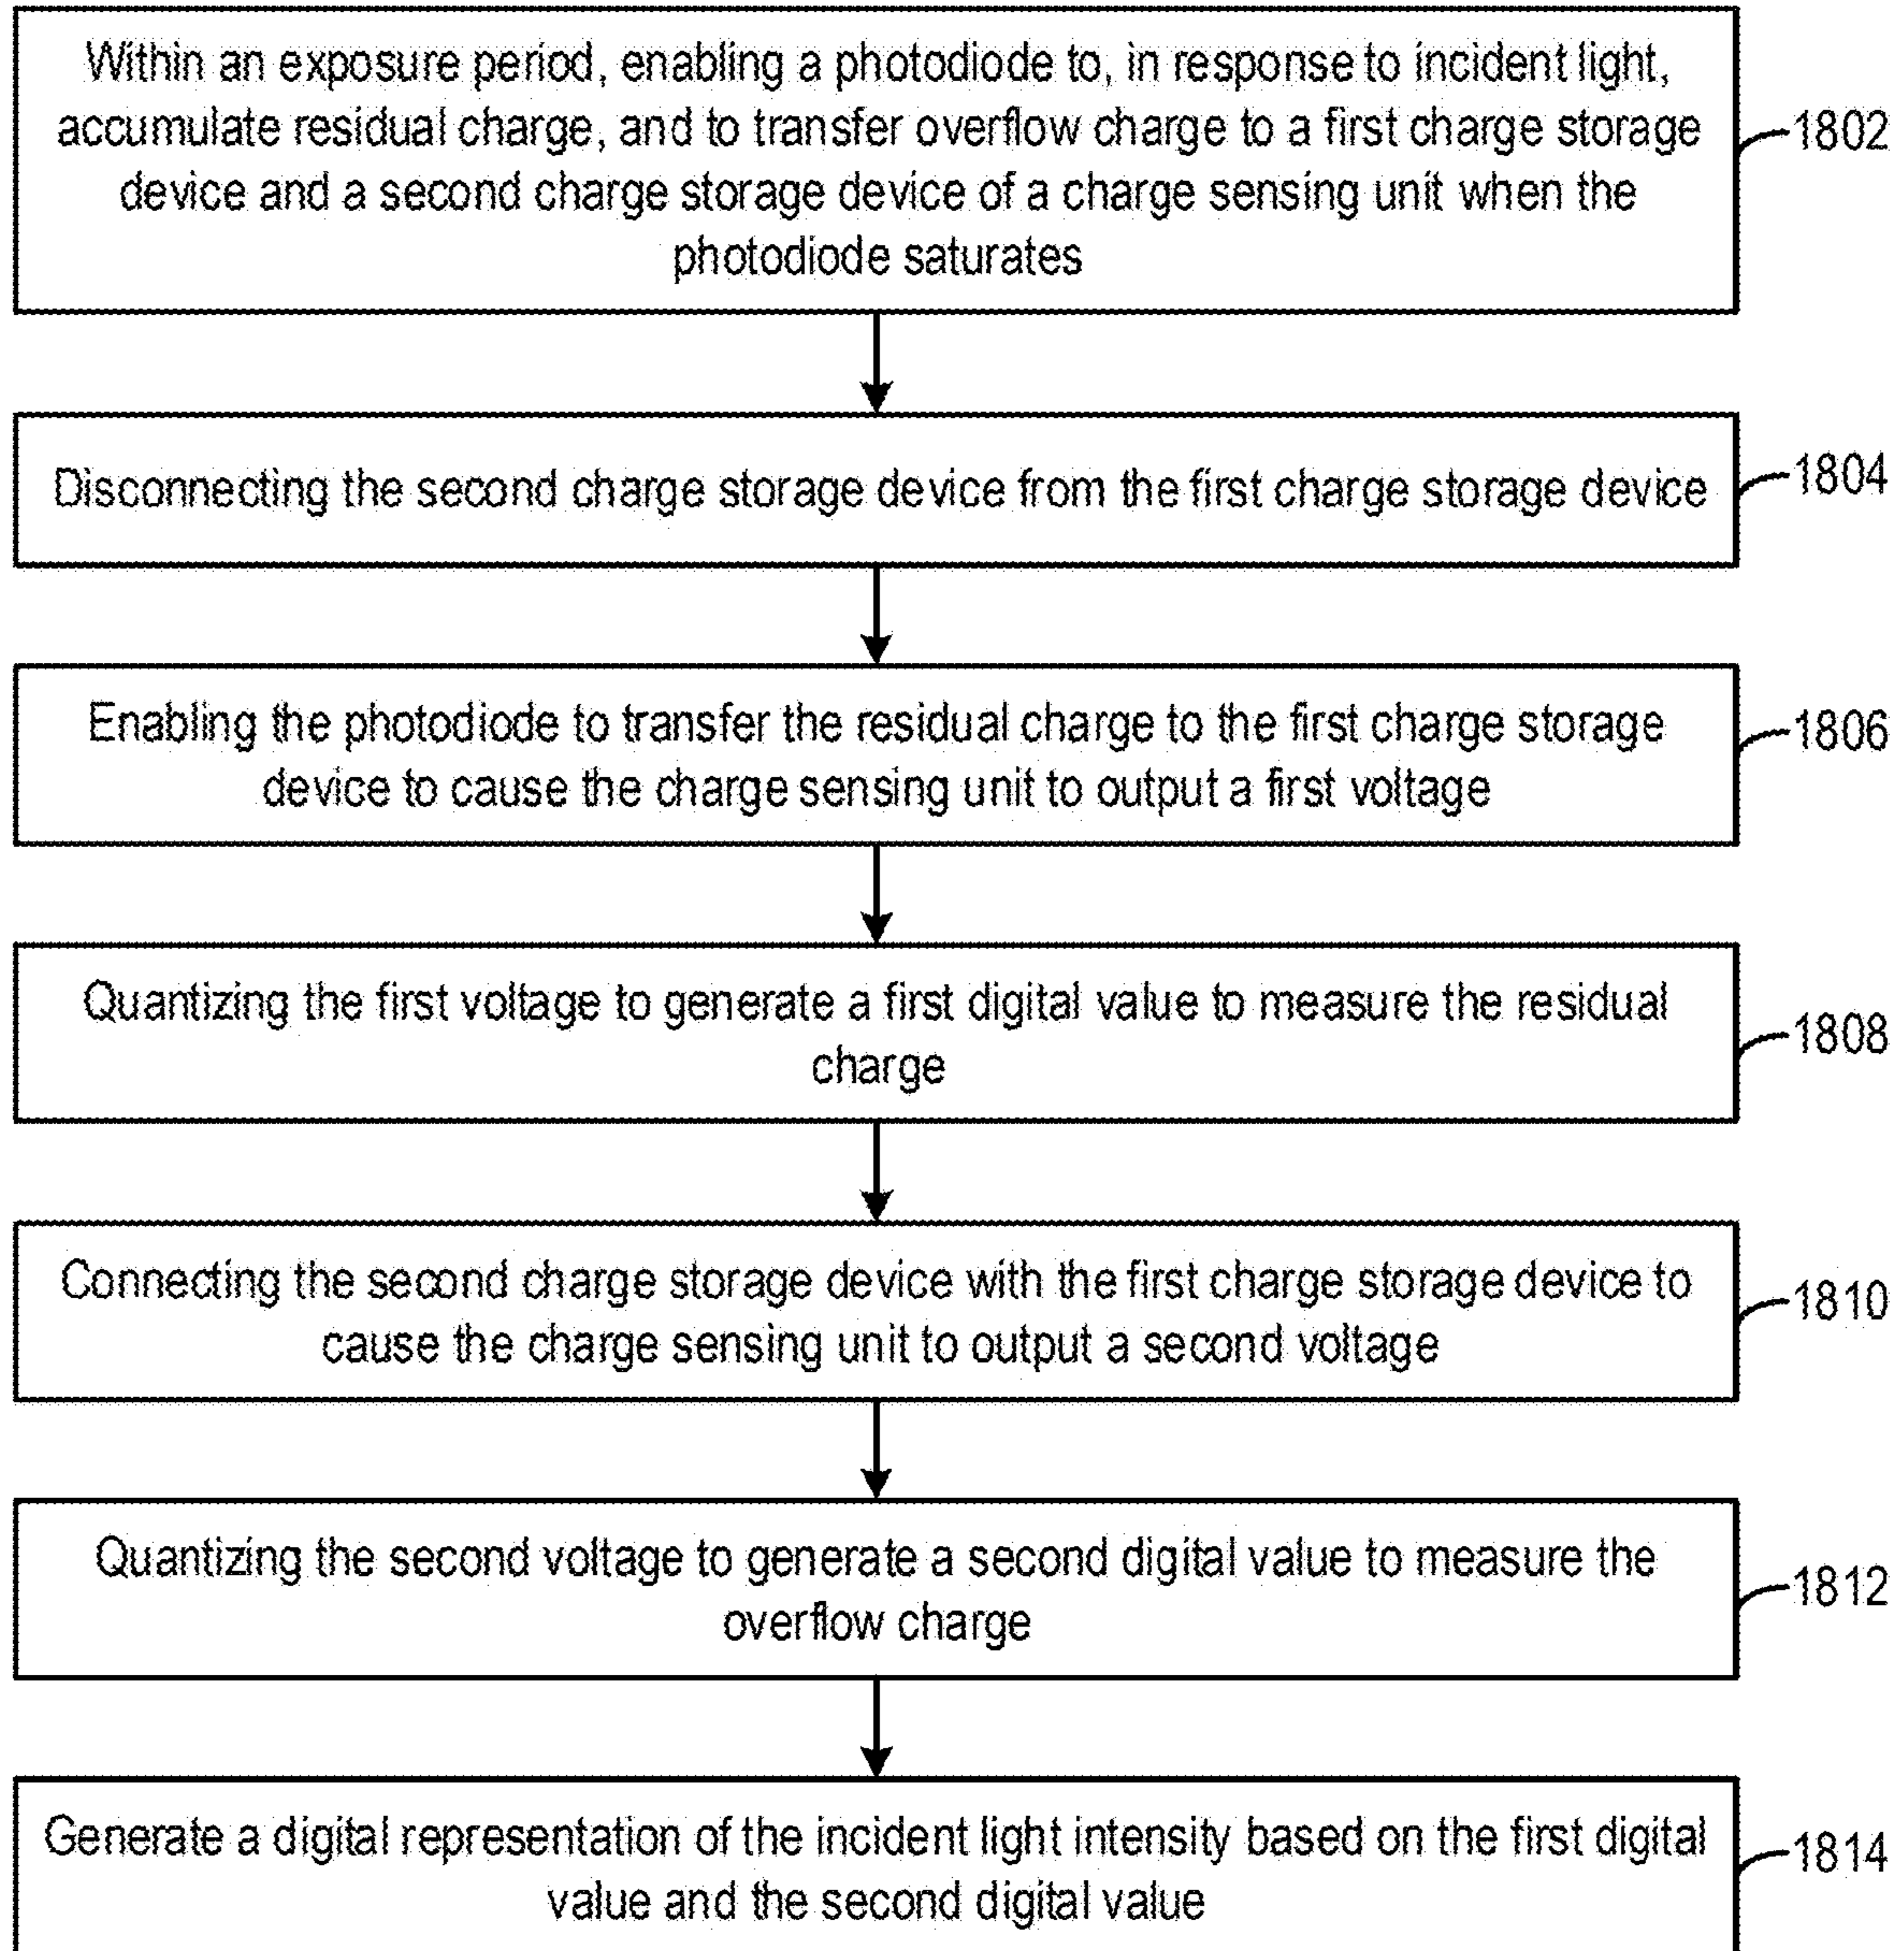 Within an exposure period, enabling a photodiode to, in response to incident light,
accumulate residual charge, and to transfer overflow charge to a first charge storage
device and a second charge storage device of a charge sensing unit when the
photodiode saturates
1802
Disconnecting the second charge storage device from the first charge storage device
1804
Enabling the photodiode to transfer the residual charge to the first charge storage
device to cause the charge sensing unit to output a first voltage
1806
Quantizing the first voltage to generate a first digital value to measure the residual
charge
1808
Connecting the second charge storage device with the first charge storage device to
cause the charge sensing unit to output a second voltage
1810
Quantizing the second voltage to generate a second digital value to measure the
overflow charge
1812
Generate a digital representation of the incident light intensity based on the first digital
value and the second digital value
1814